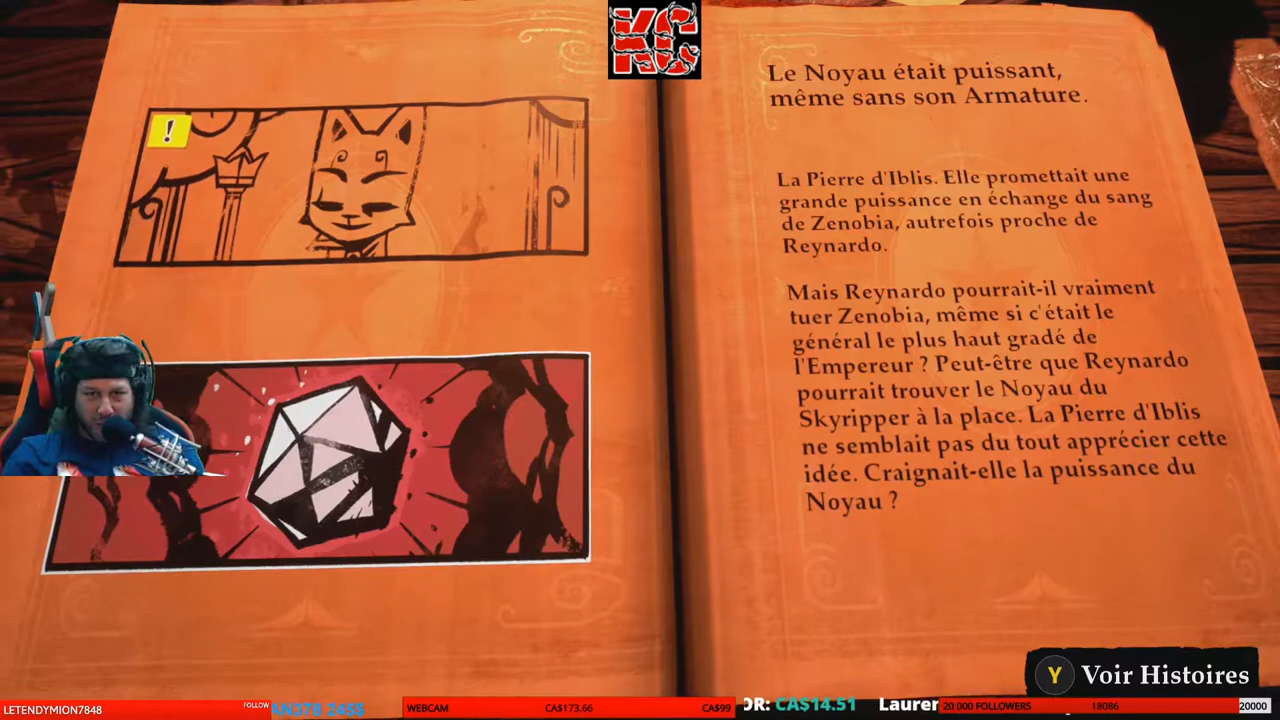 KC
Le Noyau était puissant,
même sans son Armature.
!
La Pierre d'Iblis. Elle promettait une
grande puissance en échange du sang
de Zenobia, autrefois proche de
Reynardo.
Mais Reynardo pourrait-il vraiment
tuer Zenobia, même si c'était le
général le plus haut gradé de
l'Empereur ? Peut-être que Reynardo
pourrait trouver le Noyau du
Skyripper à la place. La Pierre d'Iblis
ne semblait pas du tout apprécier cette
idée. Craignait-elle la puissance du
Noyau ?
Y Voir Histoires
LETENDYMION7848 FOLLOW
WEBCAM CA$173.66 CA$99
OR: CA$14.51 Lauren
20 000 FOLLOWERS 18086 20000